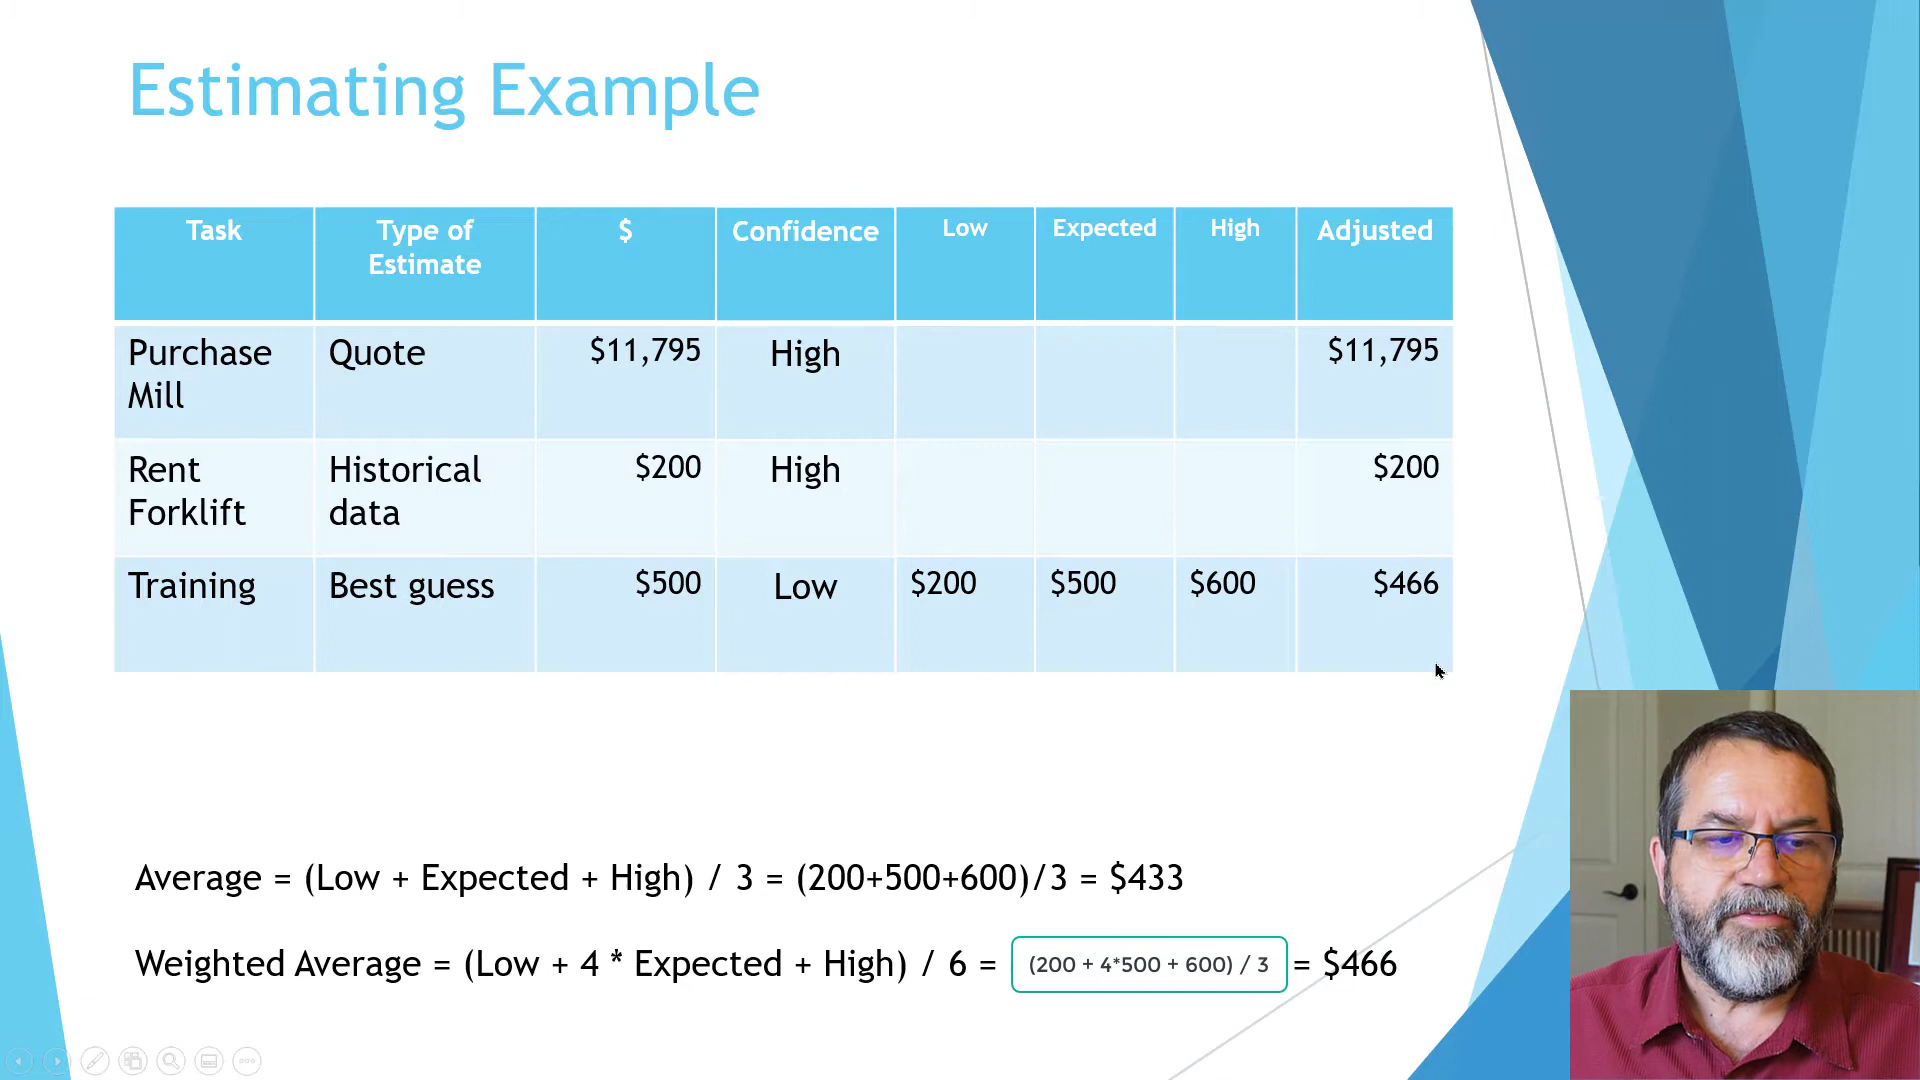 Estimating Example
Task Type of Estimate $ Confidence Low Expected High Adjusted
Purchase Mill Quote $11,795 High $11,795
Rent Forklift Historical data $200 High $200
Training Best guess $500 Low $200 $500 $600 $466
Average = (Low + Expected + High) / 3 = (200+500+600)/3 = $433
Weighted Average = (Low + 4 * Expected + High) / 6 = (200 + 4*500 + 600) / 3 = $466